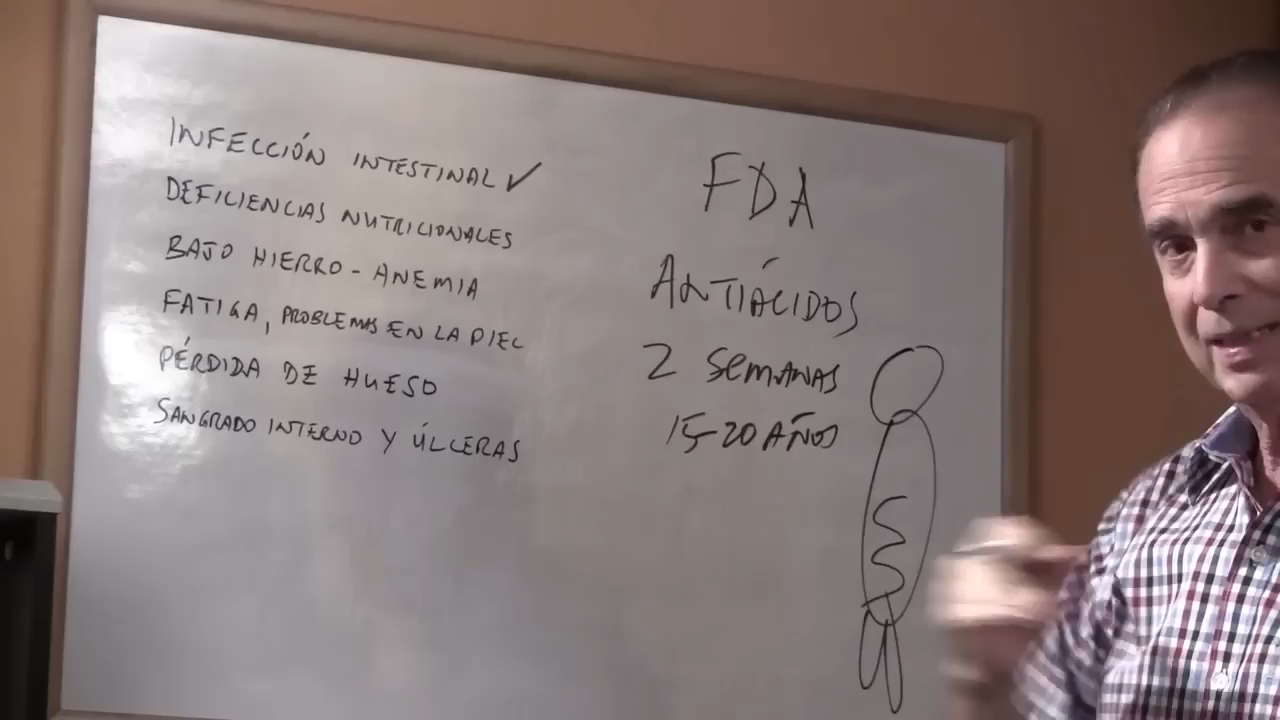 INFECCIÓN INTESTINAL ✓
DEFICIENCIAS NUTRICIONALES
BAJO HIERRO - ANEMIA
FATIGA, PROBLEMAS EN LA PIEL
PÉRDIDA DE HUESO
SANGRADO INTERNO Y ÚLCERAS
FDA
ANTIÁCIDOS
2 SEMANAS
15-20 AÑOS